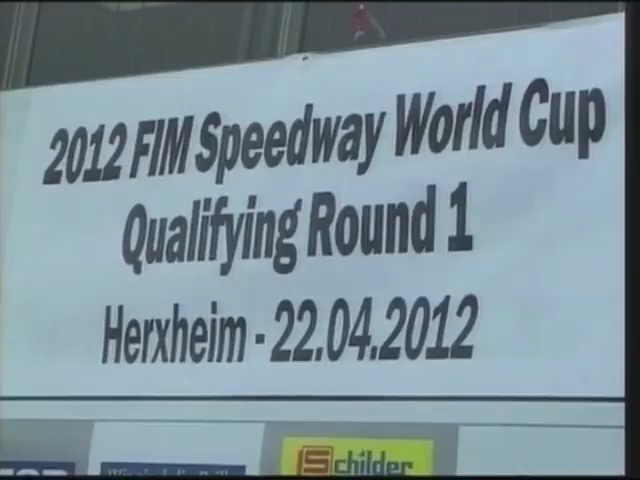 2012 FIM Speedway World Cup
Qualifying Round 1
Herxheim - 22.04.2012
Schilder